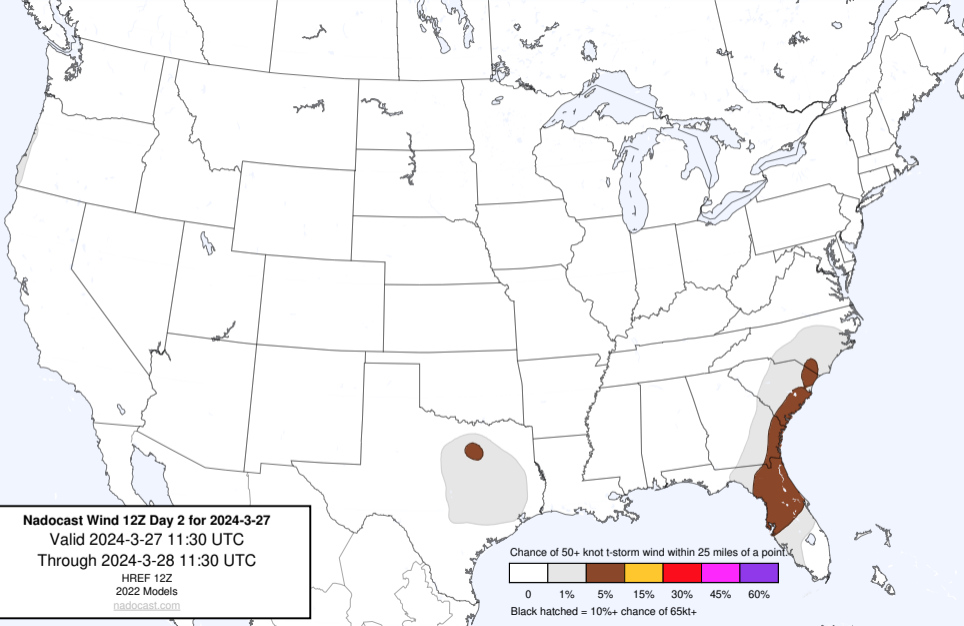 Nadocast Wind 12Z Day 2 for 2024-3-27
Valid 2024-3-27 11:30 UTC
Through 2024-3-28 11:30 UTC
HREF 12Z
2022 Models
nadocast.com
Chance of 50+ knot t-storm wind within 25 miles of a point.
0 1% 5% 15% 30% 45% 60%
Black hatched = 10%+ chance of 65kt+